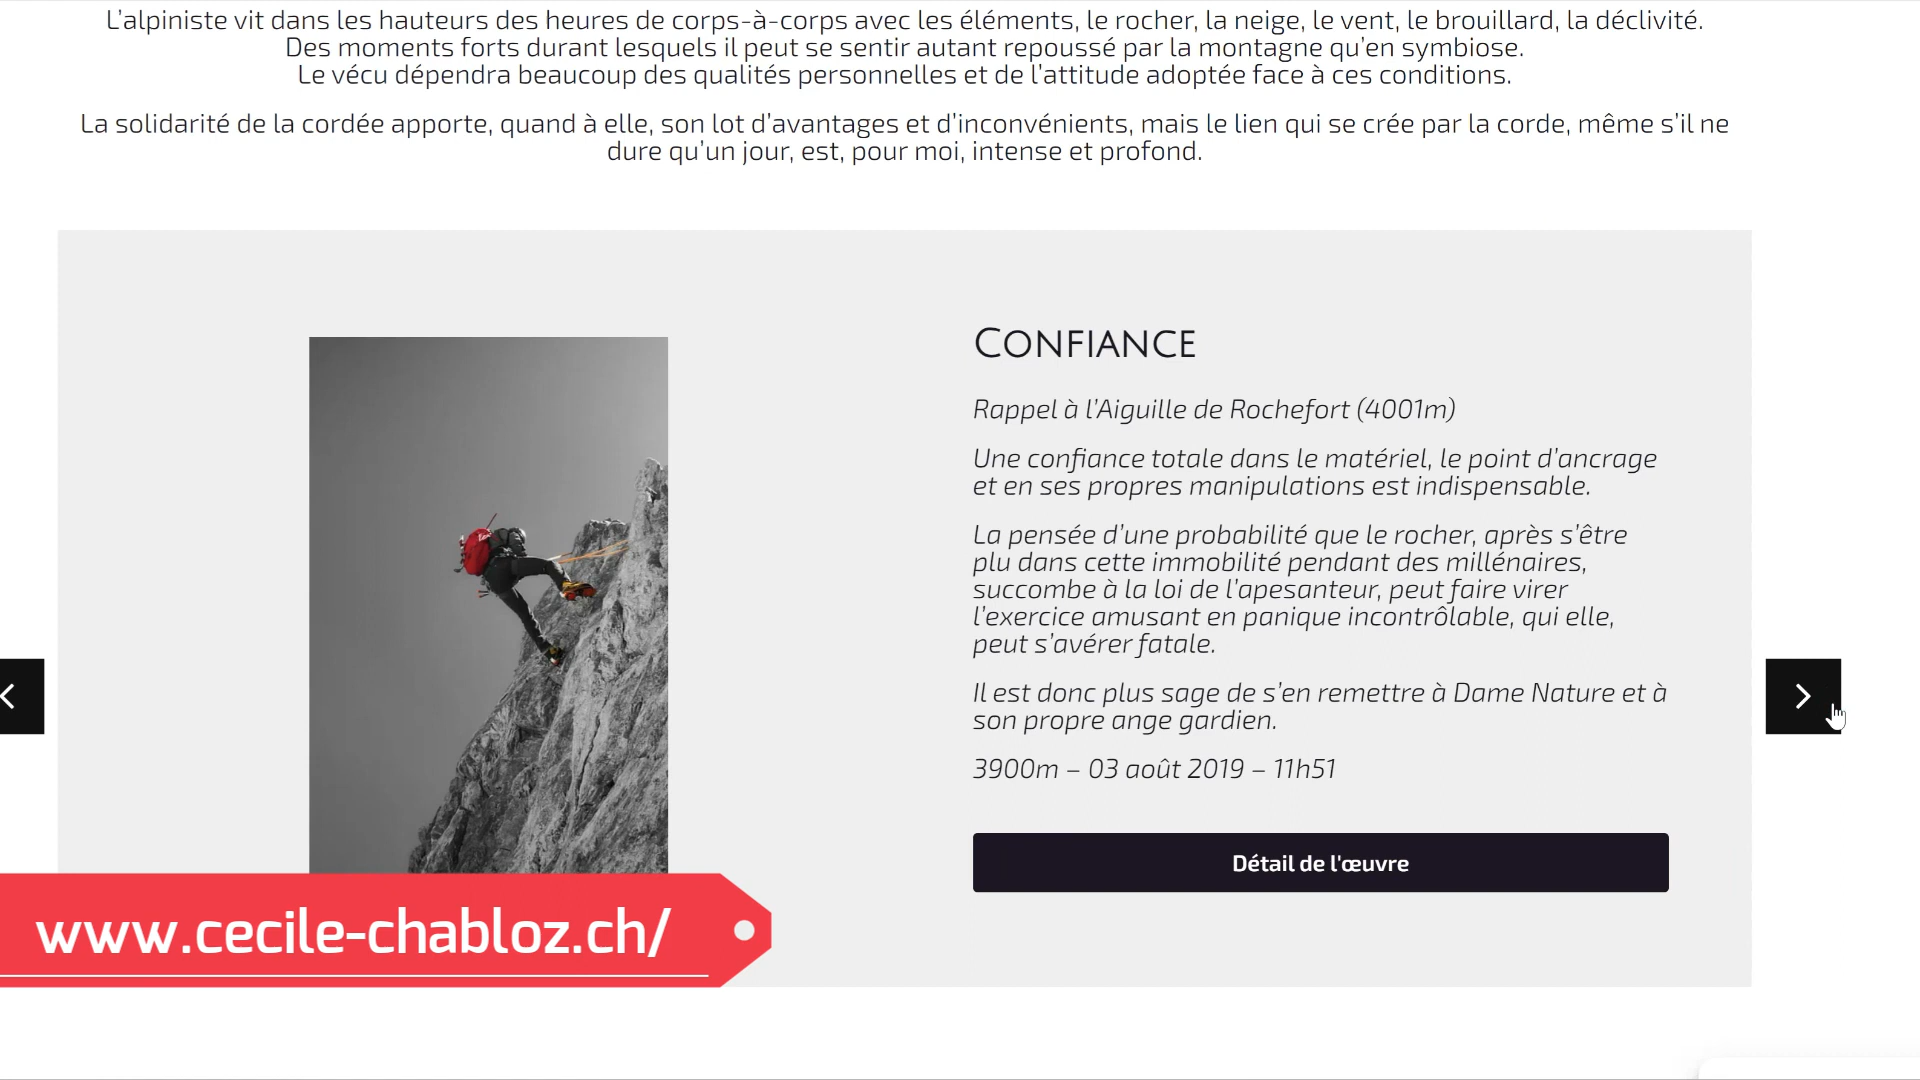 L’alpiniste vit dans les hauteurs des heures de corps-à-corps avec les éléments, le rocher, la neige, le vent, le brouillard, la déclivité.
Des moments forts durant lesquels il peut se sentir autant repoussé par la montagne qu’en symbiose.
Le vécu dépendra beaucoup des qualités personnelles et de l’attitude adoptée face à ces conditions.
La solidarité de la cordée apporte, quand à elle, son lot d’avantages et d’inconvénients, mais le lien qui se crée par la corde, même s’il ne
dure qu’un jour, est, pour moi, intense et profond.
Confiance
Rappel à l’Aiguille de Rochefort (4001m)
Une confiance totale dans le matériel, le point d’ancrage
et en ses propres manipulations est indispensable.
La pensée d’une probabilité que le rocher, après s’être
plu dans cette immobilité pendant des millénaires,
succombe à la loi de l’apesanteur, peut faire virer
l’exercice amusant en panique incontrôlable, qui elle,
peut s’avérer fatale.
Il est donc plus sage de s’en remettre à Dame Nature et à
son propre ange gardien.
3900m – 03 août 2019 – 11h51
Détail de l'œuvre
www.cecile-chabloz.ch/